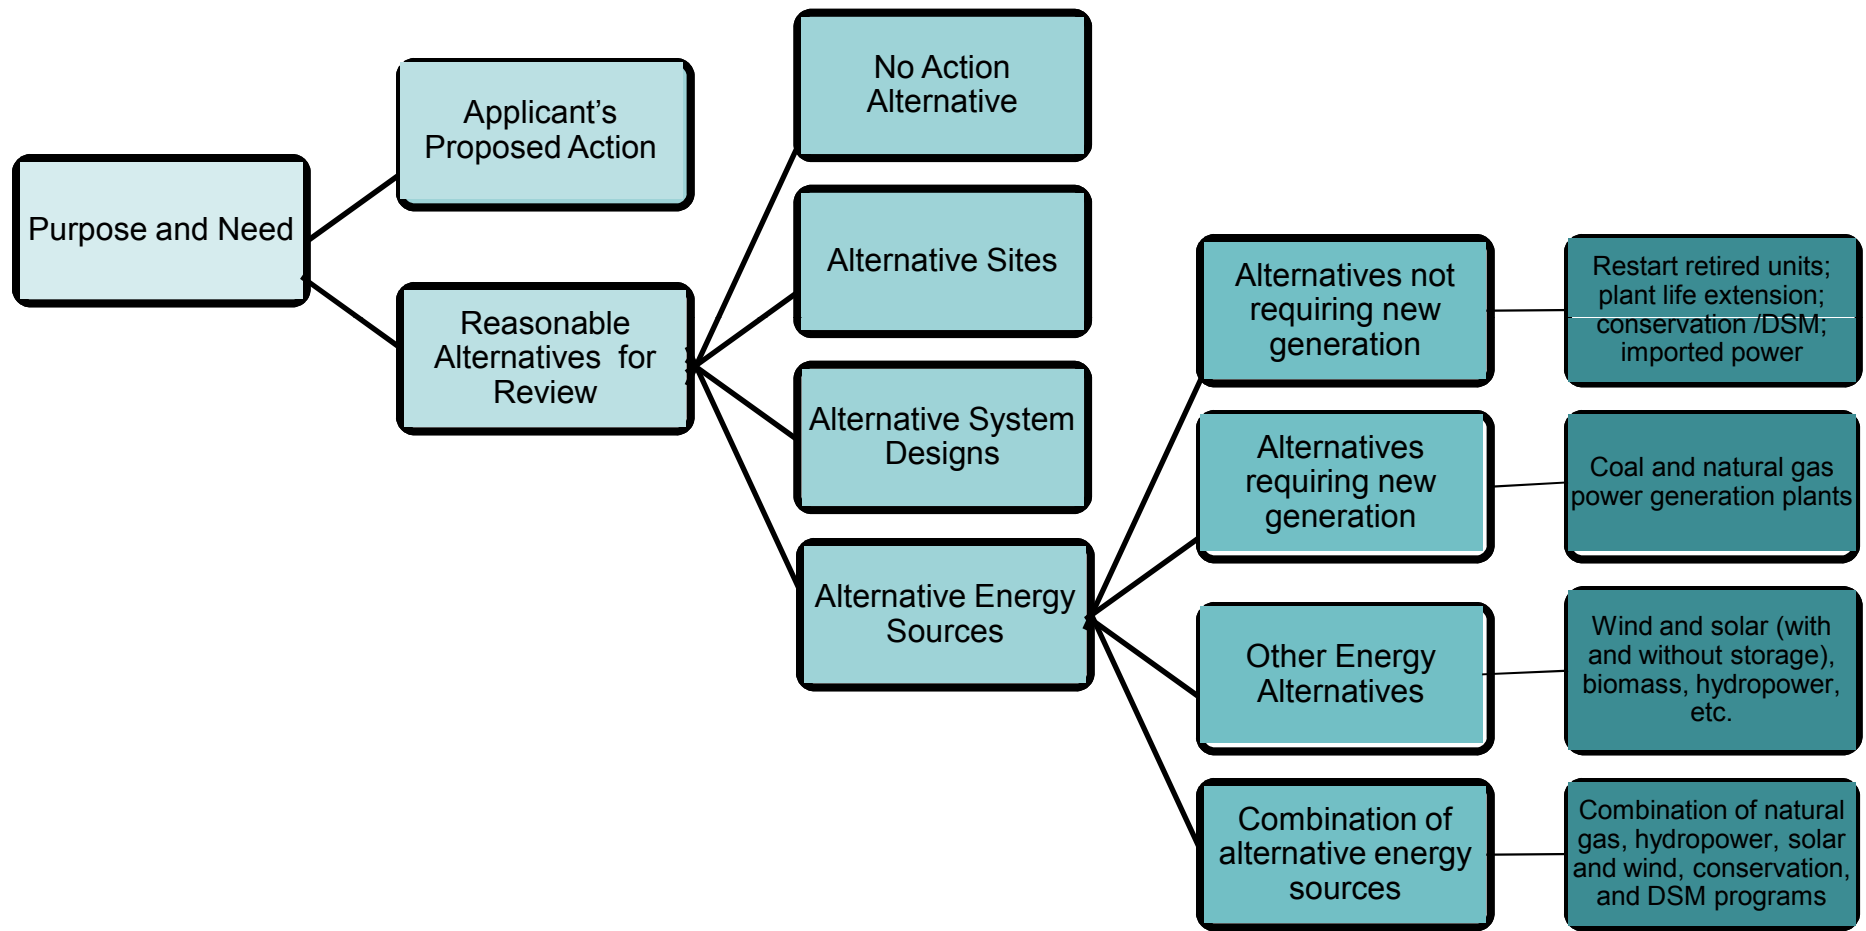 Purpose and Need
Applicant’s
Proposed Action
Reasonable
Alternatives for
Review
No Action
Alternative
Alternative Sites
Alternative System
Designs
Alternative Energy
Sources
Alternatives not
requiring new
generation
Alternatives
requiring new
generation
Other Energy
Alternatives
Combination of
alternative energy
sources
Restart retired units;
plant life extension;
conservation /DSM;
imported power
Coal and natural gas
power generation plants
Wind and solar (with
and without storage),
biomass, hydropower,
etc.
Combination of natural
gas, hydropower, solar
and wind, conservation,
and DSM programs